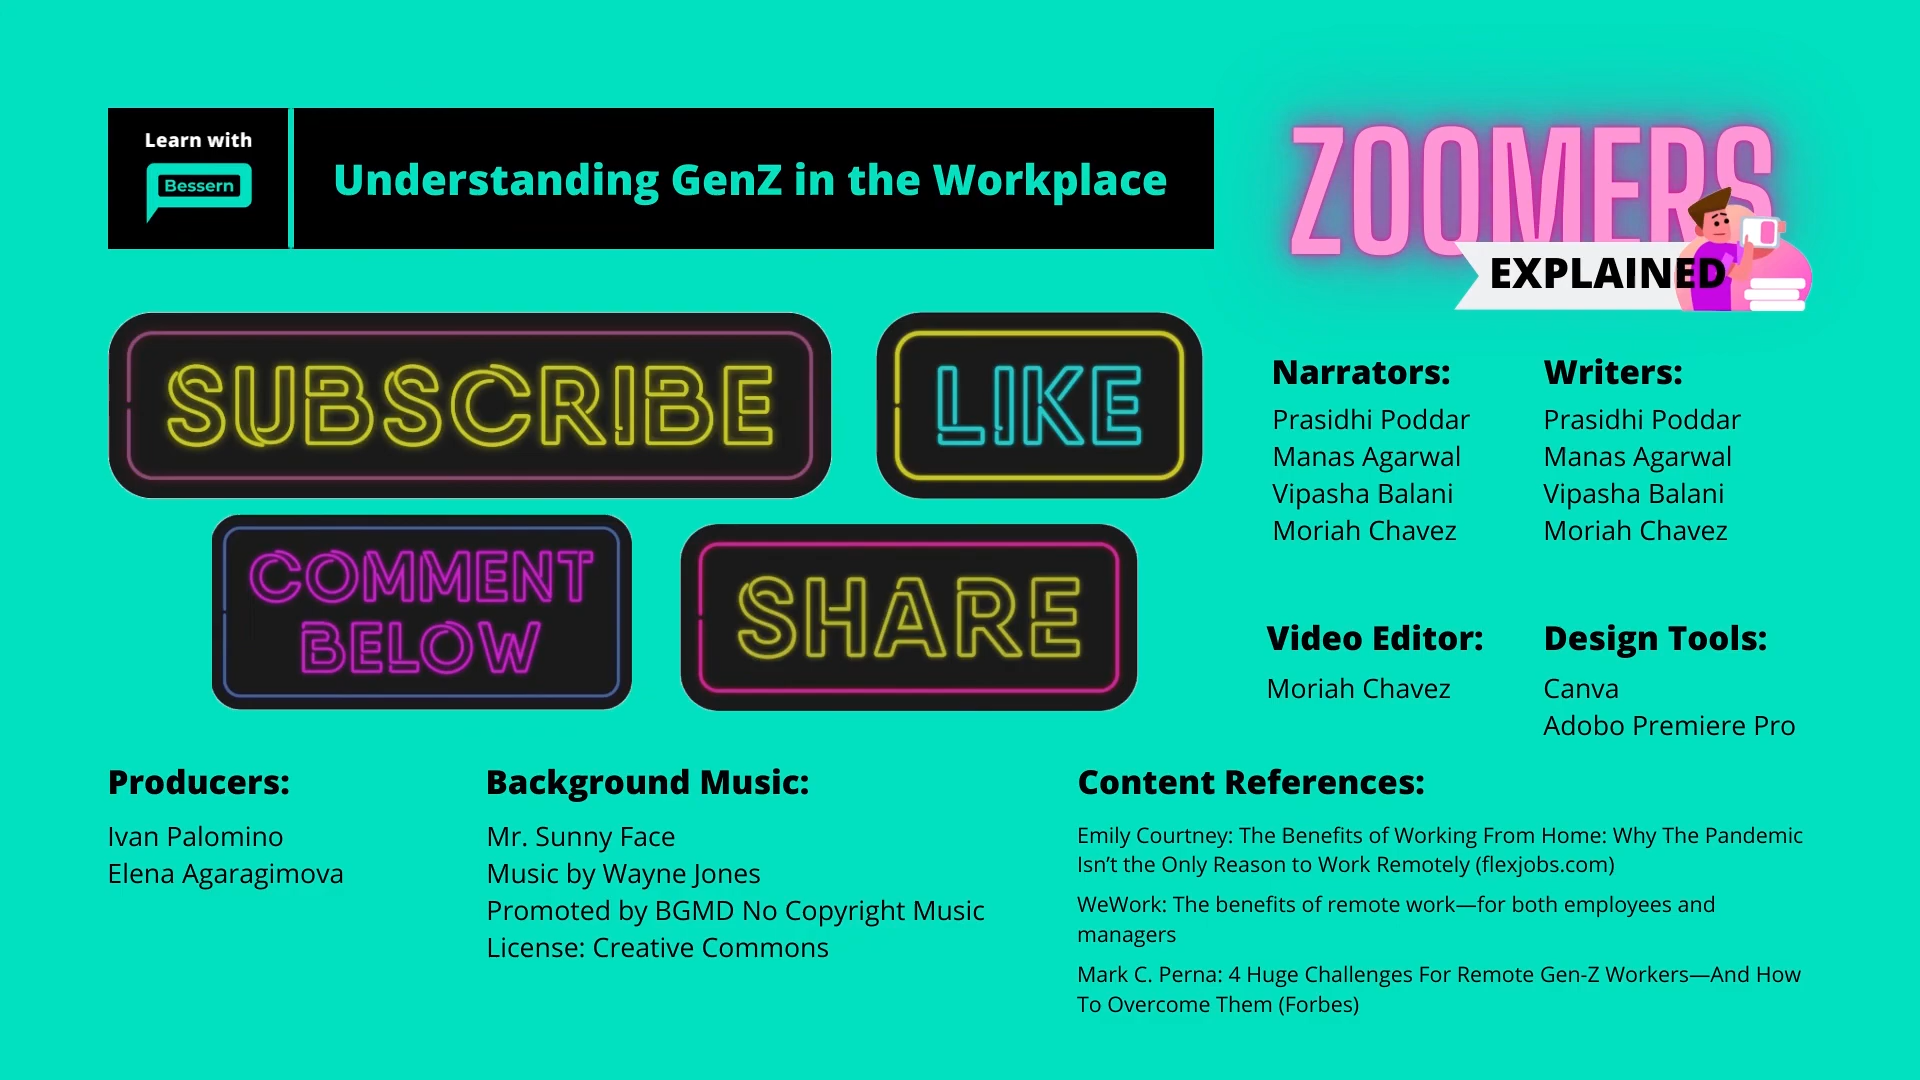 Learn with
Bessern
Understanding GenZ in the Workplace
ZOOMERS
EXPLAINED
SUBSCRIBE
LIKE
COMMENT
BELOW
SHARE
Narrators:
Prasidhi Poddar
Manas Agarwal
Vipasha Balani
Moriah Chavez
Writers:
Prasidhi Poddar
Manas Agarwal
Vipasha Balani
Moriah Chavez
Video Editor:
Moriah Chavez
Design Tools:
Canva
Adobo Premiere Pro
Producers:
Ivan Palomino
Elena Agaragimova
Background Music:
Mr. Sunny Face
Music by Wayne Jones
Promoted by BGMD No Copyright Music
License: Creative Commons
Content References:
Emily Courtney: The Benefits of Working From Home: Why The Pandemic
Isn’t the Only Reason to Work Remotely (flexjobs.com)
WeWork: The benefits of remote work—for both employees and
managers
Mark C. Perna: 4 Huge Challenges For Remote Gen-Z Workers—And How
To Overcome Them (Forbes)